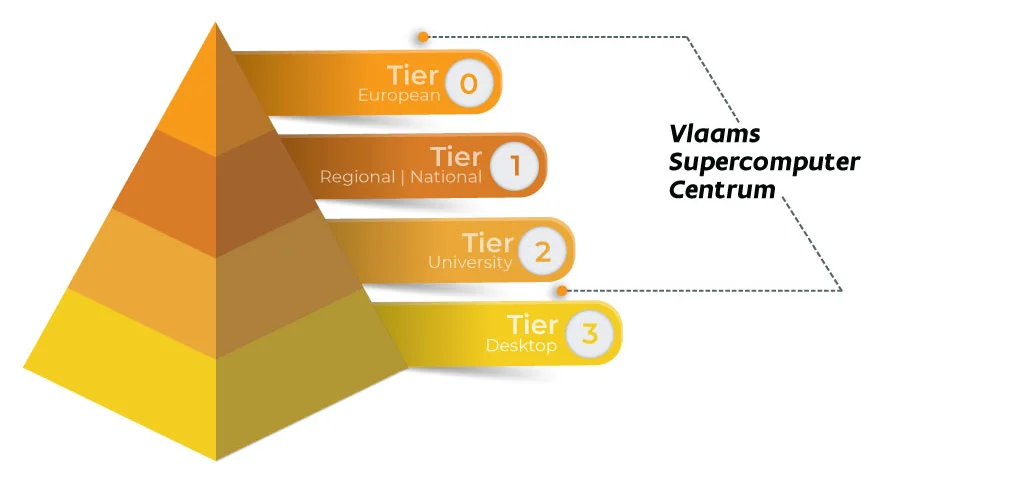 Tier
European
0
Tier
Regional | National
1
Tier
University
2
Tier
Desktop
3
Vlaams
Supercomputer
Centrum